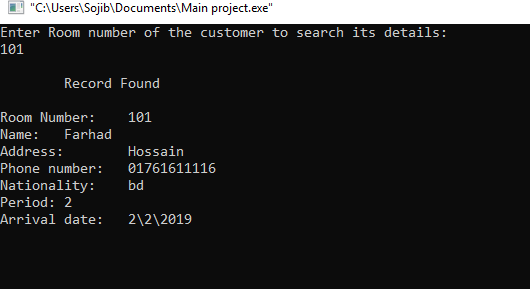 "C:\Users\Sojib\Documents\Main project.exe"
Enter Room number of the customer to search its details:
101
Record Found
Room Number: 101
Name: Farhad
Address: Hossain
Phone number: 01761611116
Nationality: bd
Period: 2
Arrival date: 2\2\2019